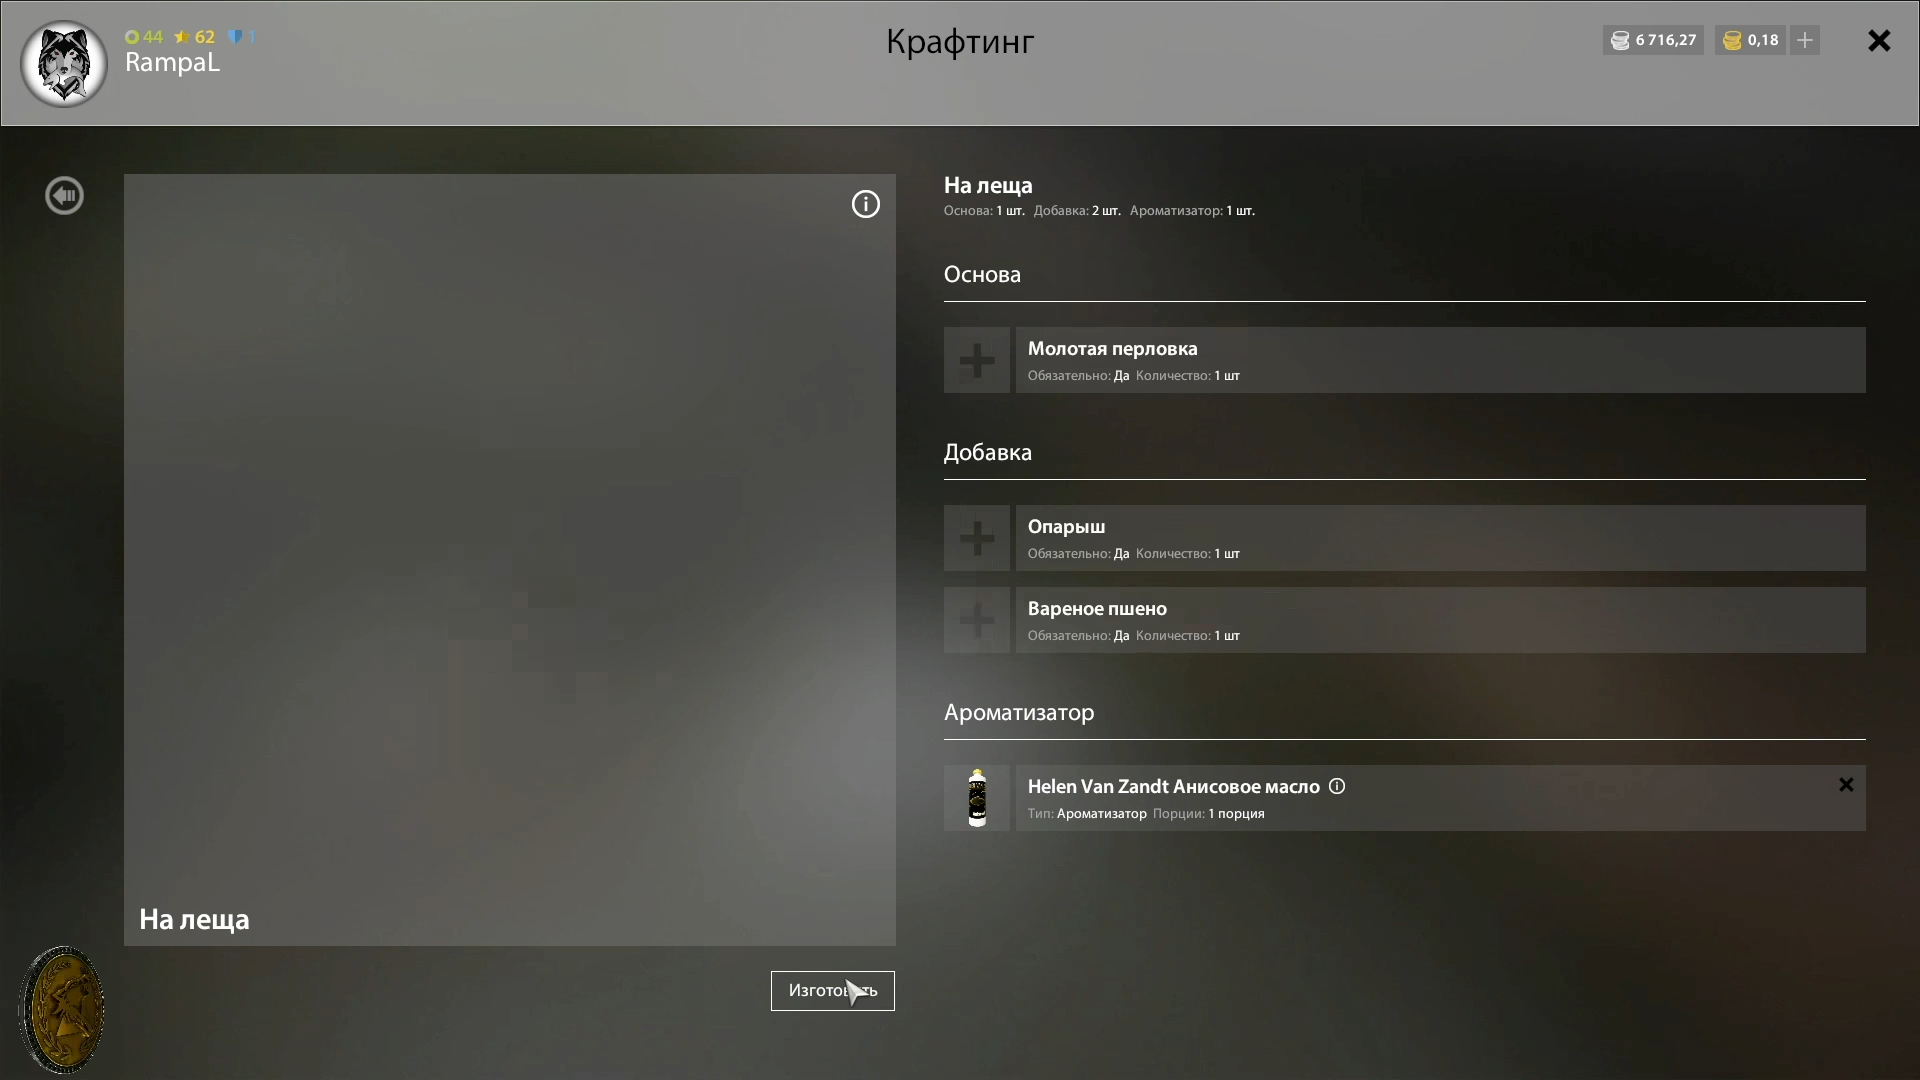 44 62 1
RampaL
Крафтинг
6 716,27 0,18
На леща
Основа: 1 шт. Добавка: 2 шт. Ароматизатор: 1 шт.
Основа
Молотая перловка
Обязательно: Да Количество: 1 шт
Добавка
Опарыш
Обязательно: Да Количество: 1 шт
Вареное пшено
Обязательно: Да Количество: 1 шт
Ароматизатор
Helen Van Zandt Анисовое масло
Тип: Ароматизатор Порции: 1 порция
На леща
Изготовить